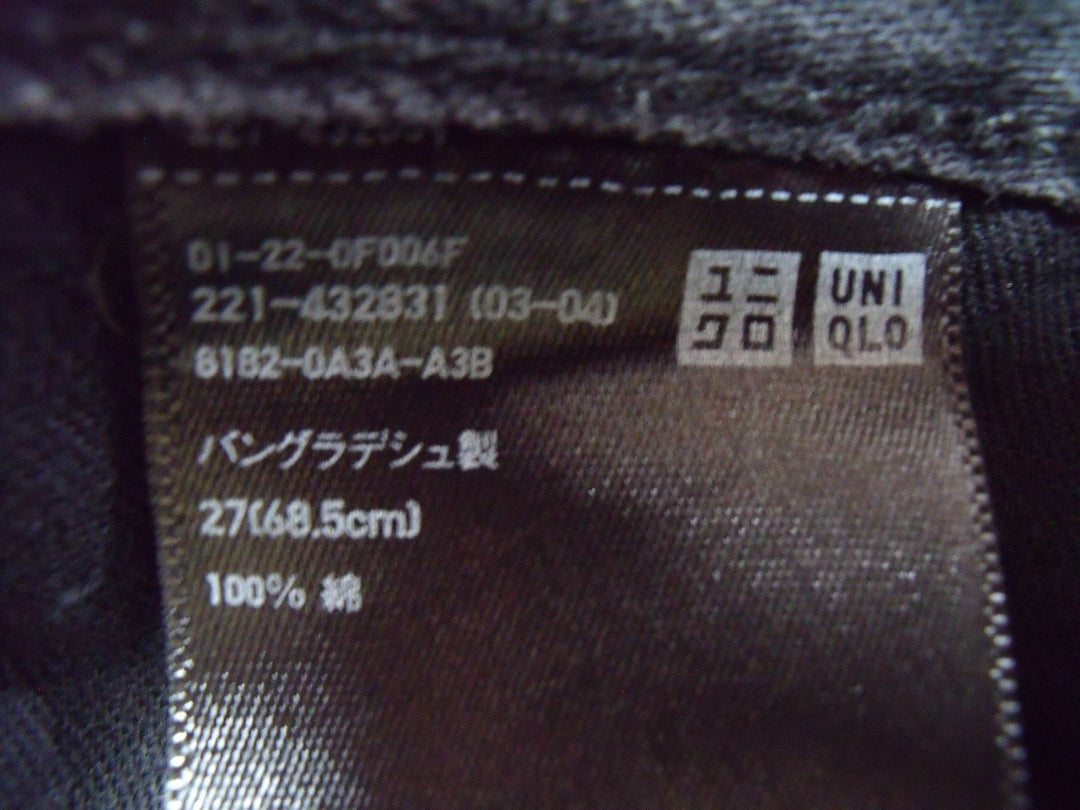 01-22-0F006F
221-432831 (03-04)
8182-0A3A-A3B
バングラデシュ製
27(68.5cm)
100% 綿
ユニ
クロ
UNI
QLO